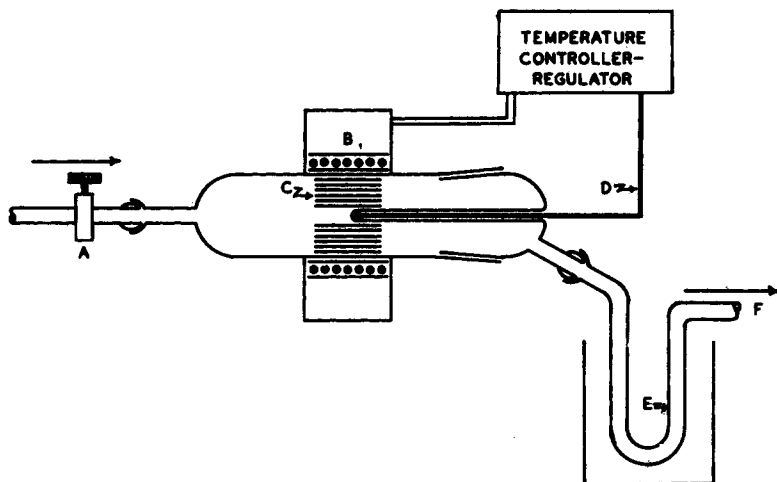 TEMPERATURE
CONTROLLER-
REGULATOR
B
C
D
A
F
E